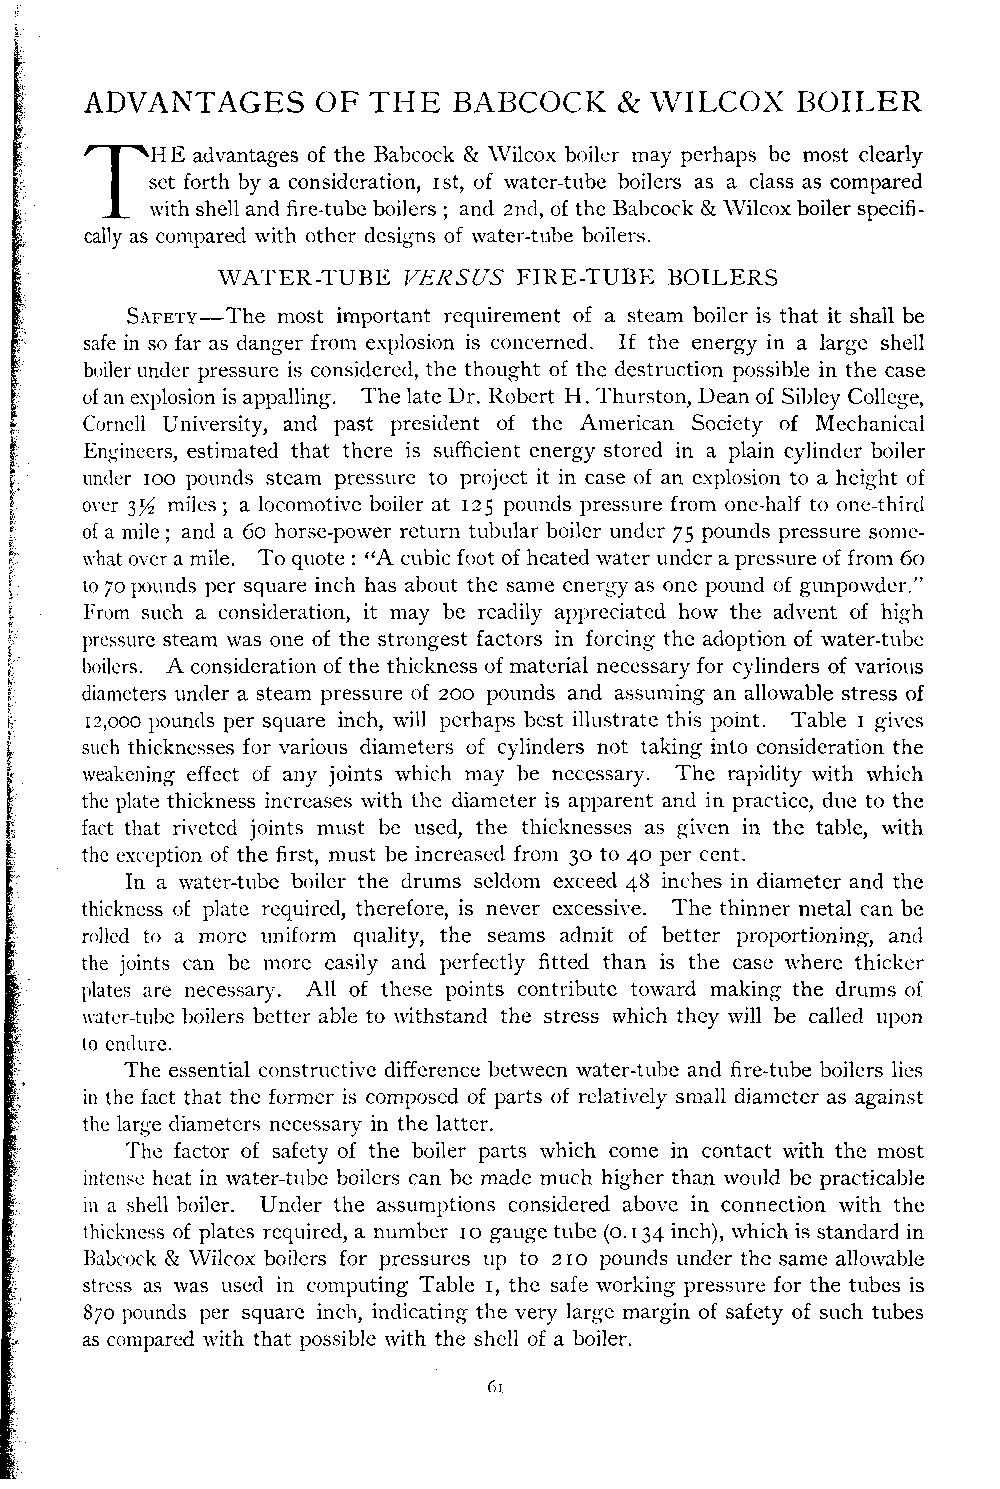 ADVANTAGES OF THE BABCOCK & WILCOX BOILER
THE advantages of the Babcock & Wilcox boiler may perhaps be most clearly
set forth by a consideration, 1st, of water-tube boilers as a class as compared
with shell and fire-tube boilers; and 2nd, of the Babcock & Wilcox boiler specifi-
cally as compared with other designs of water-tube boilers.
WATER-TUBE VERSUS FIRE-TUBE BOILERS
SAFETY—The most important requirement of a steam boiler is that it shall be
safe in so far as danger from explosion is concerned. If the energy in a large shell
boiler under pressure is considered, the thought of the destruction possible in the case
of an explosion is appalling. The late Dr. Robert H. Thurston, Dean of Sibley College,
Cornell University, and past president of the American Society of Mechanical
Engineers, estimated that there is sufficient energy stored in a plain cylinder boiler
under 100 pounds steam pressure to project it in case of an explosion to a height of
over 3½ miles; a locomotive boiler at 125 pounds pressure from one-half to one-third
of a mile; and a 60 horse-power return tubular boiler under 75 pounds pressure some-
what over a mile. To quote: "A cubic foot of heated water under a pressure of from 60
to 70 pounds per square inch has about the same energy as one pound of gunpowder."
From such a consideration, it may be readily appreciated how the advent of high
pressure steam was one of the strongest factors in forcing the adoption of water-tube
boilers. A consideration of the thickness of material necessary for cylinders of various
diameters under a steam pressure of 200 pounds and assuming an allowable stress of
12,000 pounds per square inch, will perhaps best illustrate this point. Table 1 gives
such thicknesses for various diameters of cylinders not taking into consideration the
weakening effect of any joints which may be necessary. The rapidity with which
the plate thickness increases with the diameter is apparent and in practice, due to the
fact that riveted joints must be used, the thicknesses as given in the table, with
the exception of the first, must be increased from 30 to 40 per cent.
In a water-tube boiler the drums seldom exceed 48 inches in diameter and the
thickness of plate required, therefore, is never excessive. The thinner metal can be
rolled to a more uniform quality, the seams admit of better proportioning, and
the joints can be more easily and perfectly fitted than is the case where thicker
plates are necessary. All of these points contribute toward making the drums of
water-tube boilers better able to withstand the stress which they will be called upon
to endure.
The essential constructive difference between water-tube and fire-tube boilers lies
in the fact that the former is composed of parts of relatively small diameter as against
the large diameters necessary in the latter.
The factor of safety of the boiler parts which come in contact with the most
intense heat in water-tube boilers can be made much higher than would be practicable
in a shell boiler. Under the assumptions considered above in connection with the
thickness of plates required, a number 10 gauge tube (0.134 inch), which is standard in
Babcock & Wilcox boilers for pressures up to 210 pounds under the same allowable
stress as was used in computing Table 1, the safe working pressure for the tubes is
870 pounds per square inch, indicating the very large margin of safety of such tubes
as compared with that possible with the shell of a boiler.
61